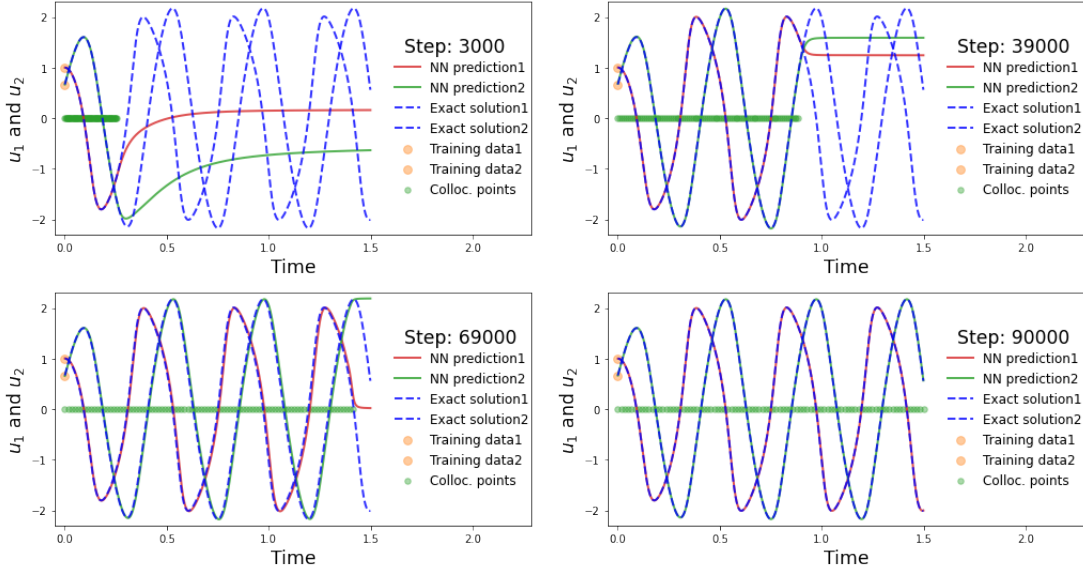 2
1
0
−1
−2
u1 and u2
0.0 0.5 1.0 1.5 2.0
Time
Step: 3000
NN prediction1
NN prediction2
Exact solution1
Exact solution2
Training data1
Training data2
Colloc. points
2
1
0
−1
−2
u1 and u2
0.0 0.5 1.0 1.5 2.0
Time
Step: 39000
NN prediction1
NN prediction2
Exact solution1
Exact solution2
Training data1
Training data2
Colloc. points
2
1
0
−1
−2
u1 and u2
0.0 0.5 1.0 1.5 2.0
Time
Step: 69000
NN prediction1
NN prediction2
Exact solution1
Exact solution2
Training data1
Training data2
Colloc. points
2
1
0
−1
−2
u1 and u2
0.0 0.5 1.0 1.5 2.0
Time
Step: 90000
NN prediction1
NN prediction2
Exact solution1
Exact solution2
Training data1
Training data2
Colloc. points